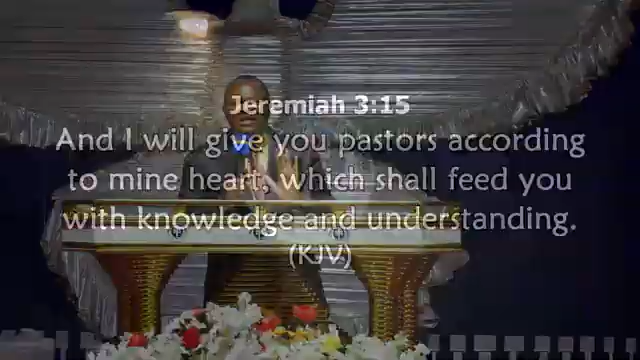 Jeremiah 3:15
And I will give you pastors according
to mine heart, which shall feed you
with knowledge and understanding.
(KJV)